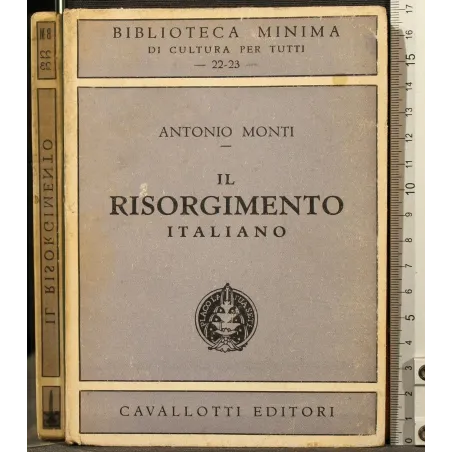 BIBLIOTECA MINIMA
DI CULTURA PER TUTTI
— 22-23 —
ANTONIO MONTI
—
IL
RISORGIMENTO
ITALIANO
CAVALLOTTI EDITORI
IL RISORGIMENTO